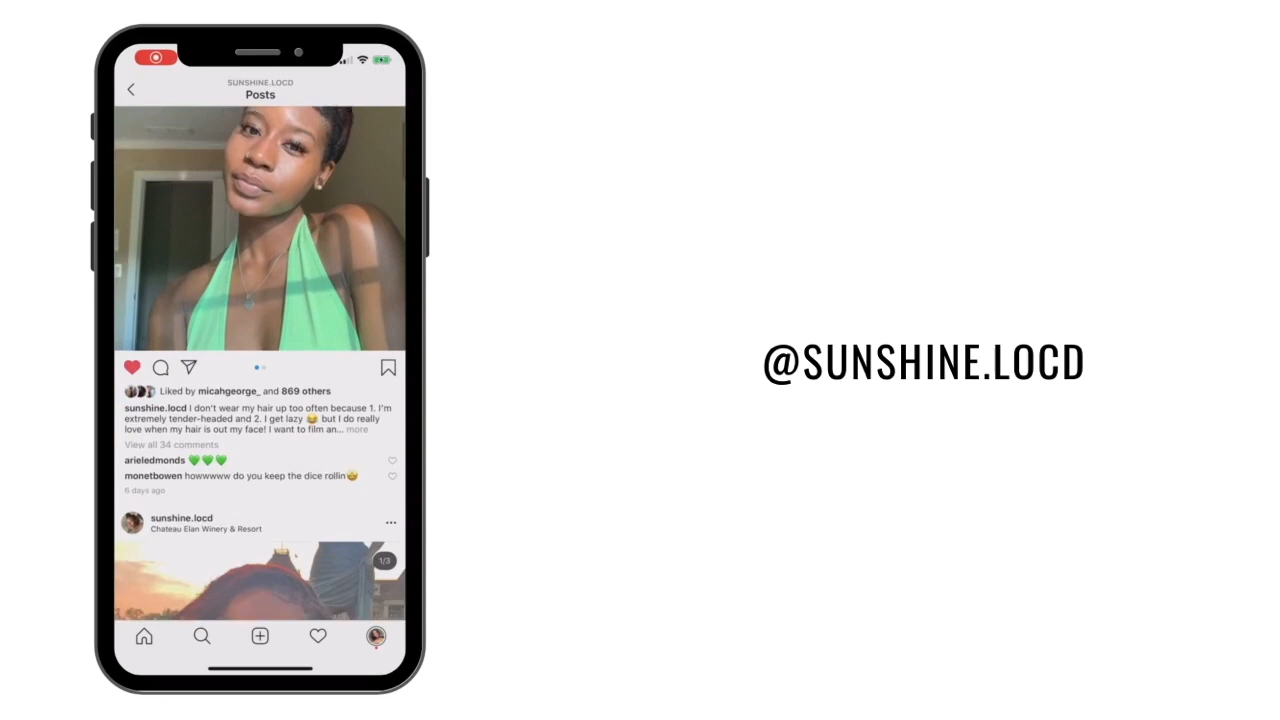 SUNSHINE.LOCD
Posts
Liked by micahgeorge_ and 869 others
sunshine.locd I don't wear my hair up too often because 1. I'm
extremely tender-headed and 2. I get lazy 😂 but I do really
love when my hair is out my face! I want to film an... more
View all 34 comments
arieledmonds 💚💚💚
monetbowen howwwww do you keep the dice rollin🤩
6 days ago
sunshine.locd
Chateau Elan Winery & Resort
1/3
@SUNSHINE.LOCD